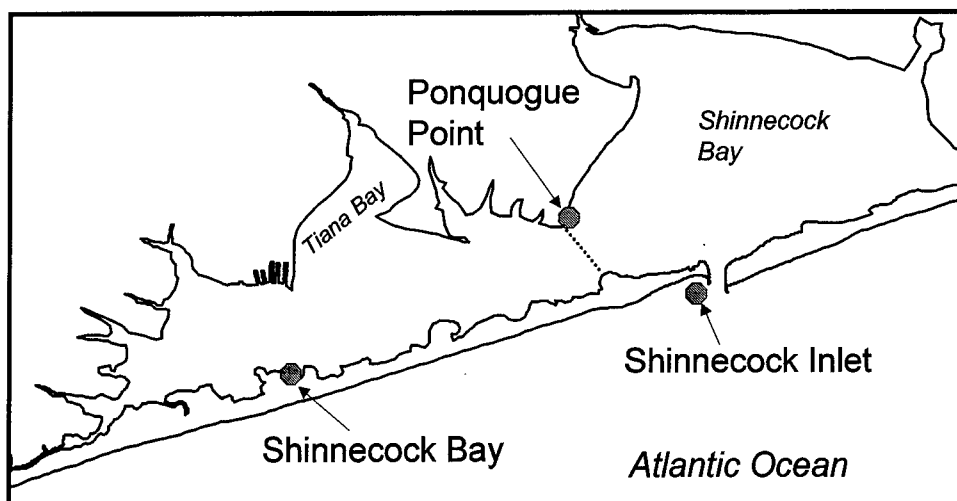 Ponquogue
Point
Shinnecock
Bay
Tiana Bay
Shinnecock Inlet
Shinnecock Bay
Atlantic Ocean